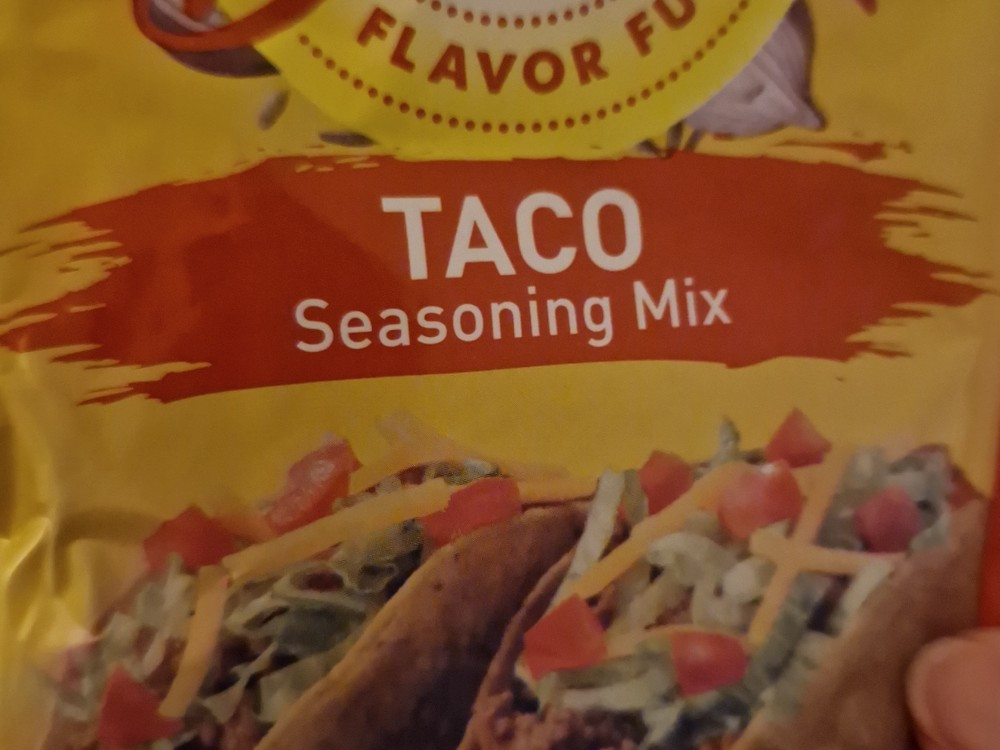 FLAVOR FU
TACO
Seasoning Mix